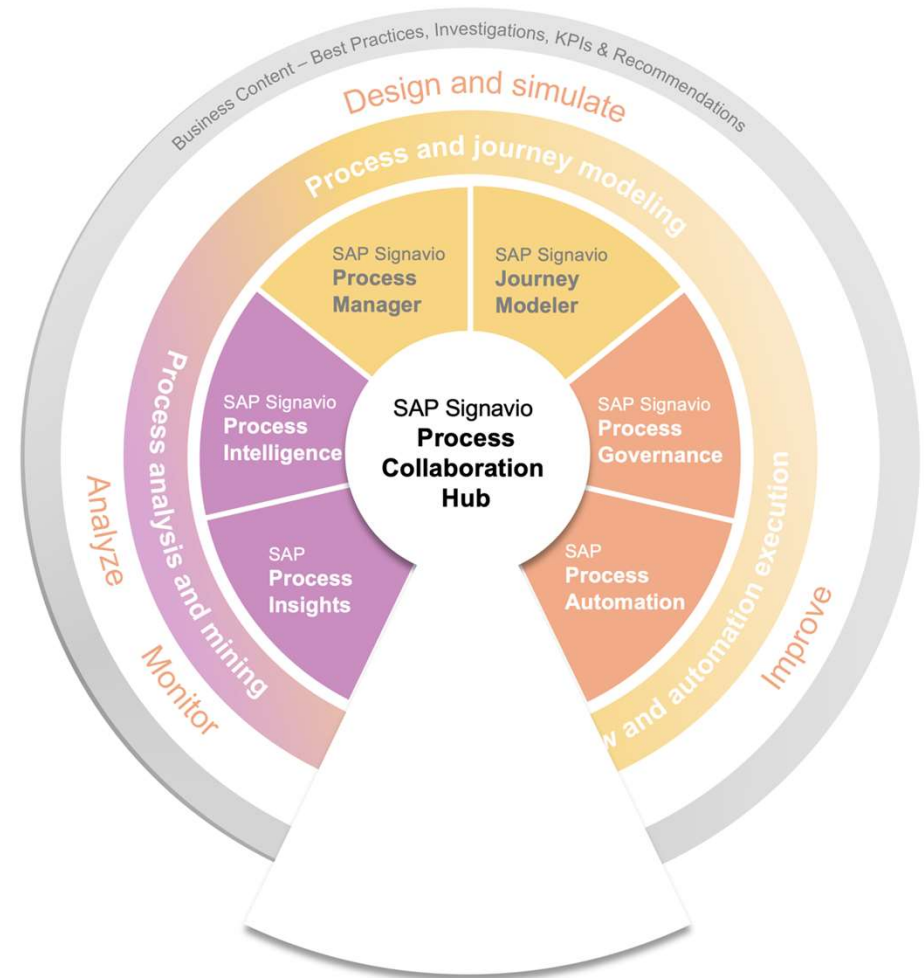 Business Content – Best Practices, Investigations, KPIs & Recommendations
Design and simulate
Process and journey modeling
SAP Signavio
Process
Manager
SAP Signavio
Journey
Modeler
SAP Signavio
Process
Intelligence
SAP Signavio
Process
Collaboration
Hub
SAP Signavio
Process
Governance
SAP
Process
Insights
SAP
Process
Automation
Process analysis and mining
w and automation execution
Analyze
Monitor
Improve